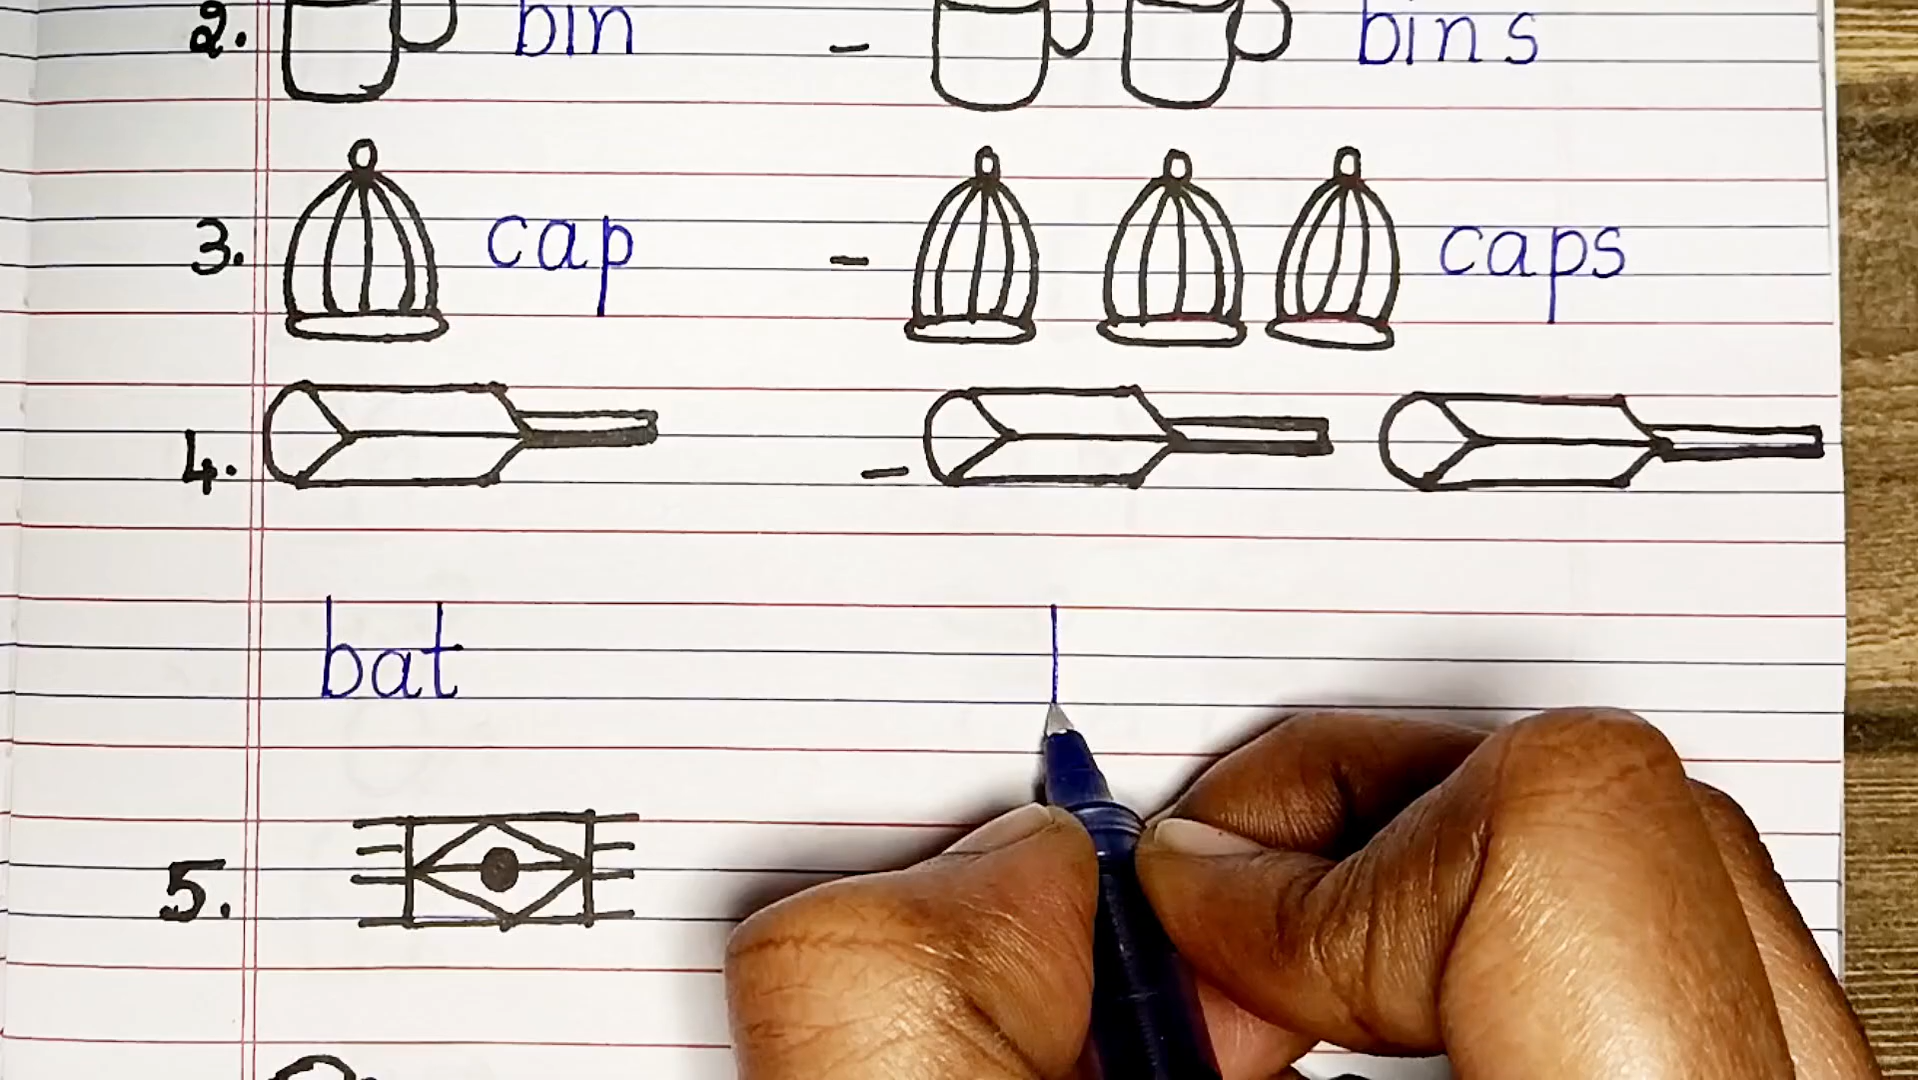 2. bin - bins
3. cap - caps
4. -
bat
5.